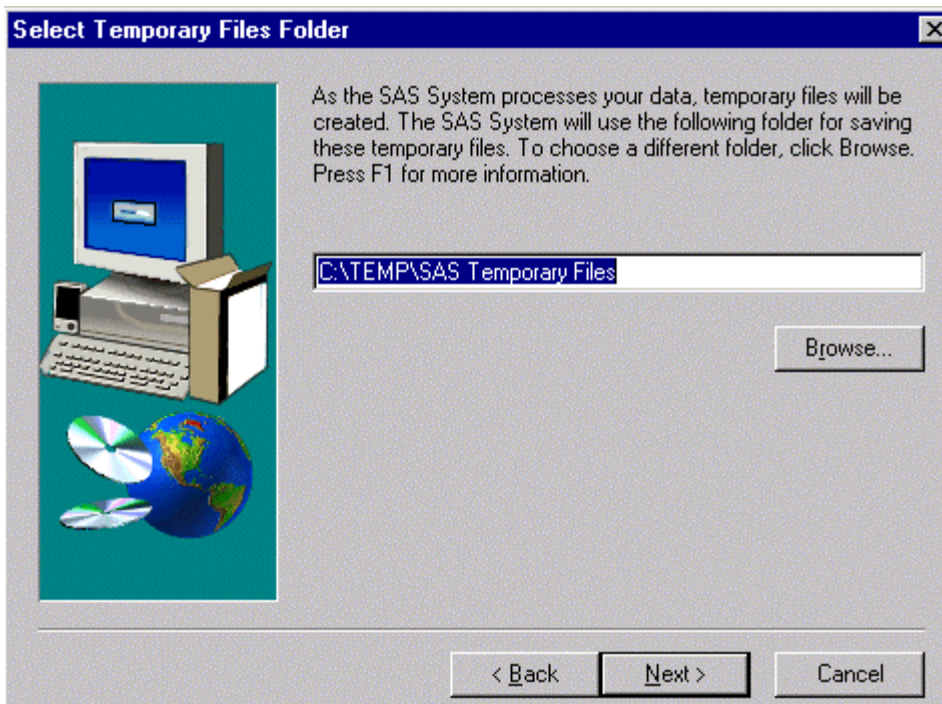 Select Temporary Files Folder
As the SAS System processes your data, temporary files will be
created. The SAS System will use the following folder for saving
these temporary files. To choose a different folder, click Browse.
Press F1 for more information.
C:\TEMP\SAS Temporary Files
Browse...
< Back
Next >
Cancel